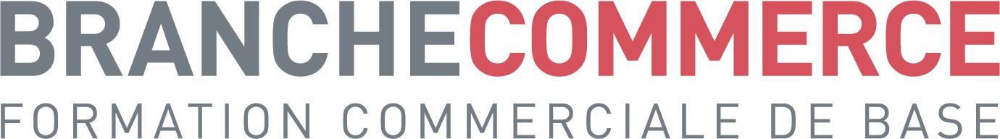 BRANCHECOMMERCE
FORMATION COMMERCIALE DE BASE